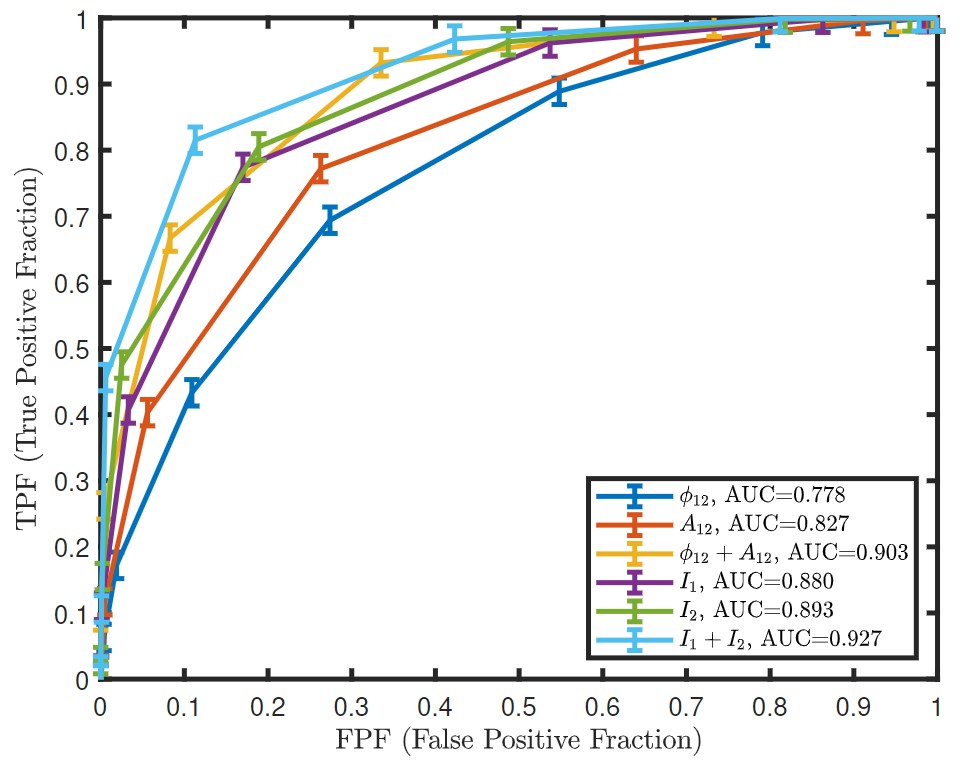 TPF (True Positive Fraction)
1
0.9
0.8
0.7
0.6
0.5
0.4
0.3
0.2
0.1
0
0 0.1 0.2 0.3 0.4 0.5 0.6 0.7 0.8 0.9 1
FPF (False Positive Fraction)
ϕ₁₂, AUC=0.778
A₁₂, AUC=0.827
ϕ₁₂ + A₁₂, AUC=0.903
I₁, AUC=0.880
I₂, AUC=0.893
I₁ + I₂, AUC=0.927